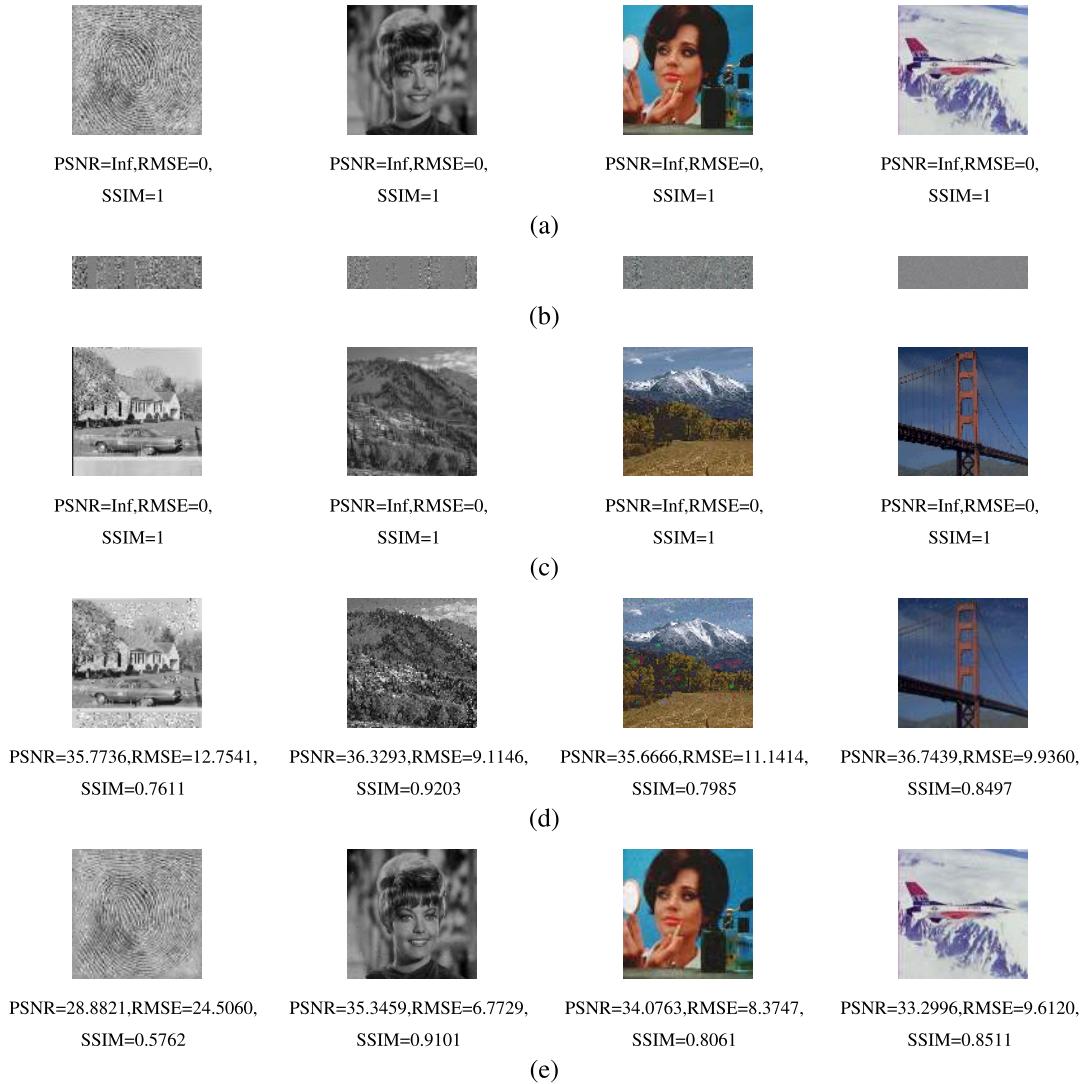 PSNR=Inf,RMSE=0, PSNR=Inf,RMSE=0, PSNR=Inf,RMSE=0, PSNR=Inf,RMSE=0,
SSIM=1 SSIM=1 SSIM=1 SSIM=1
(a)
(b)
PSNR=Inf,RMSE=0, PSNR=Inf,RMSE=0, PSNR=Inf,RMSE=0, PSNR=Inf,RMSE=0,
SSIM=1 SSIM=1 SSIM=1 SSIM=1
(c)
PSNR=35.7736,RMSE=12.7541, PSNR=36.3293,RMSE=9.1146, PSNR=35.6666,RMSE=11.1414, PSNR=36.7439,RMSE=9.9360,
SSIM=0.7611 SSIM=0.9203 SSIM=0.7985 SSIM=0.8497
(d)
PSNR=28.8821,RMSE=24.5060, PSNR=35.3459,RMSE=6.7729, PSNR=34.0763,RMSE=8.3747, PSNR=33.2996,RMSE=9.6120,
SSIM=0.5762 SSIM=0.9101 SSIM=0.8061 SSIM=0.8511
(e)